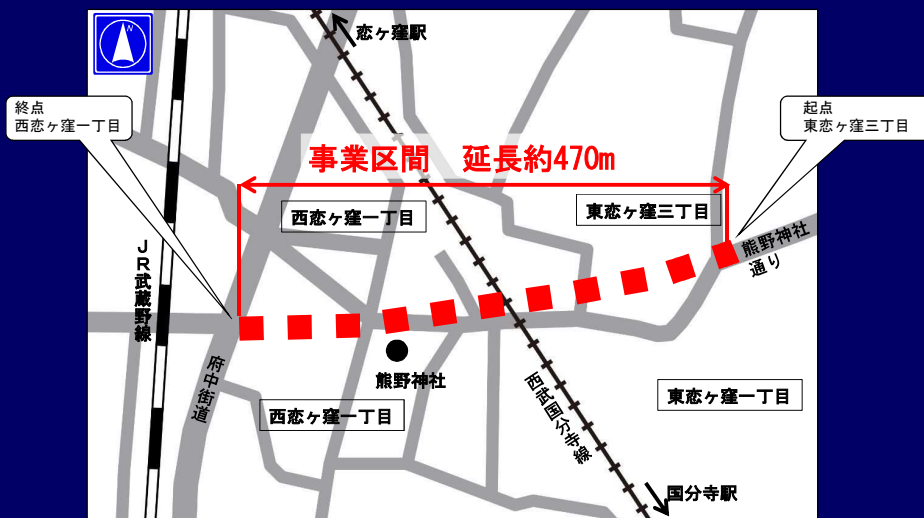 N
恋ヶ窪駅
終点
西恋ヶ窪一丁目
起点
東恋ヶ窪三丁目
事業区間　延長約470m
西恋ヶ窪一丁目
東恋ヶ窪三丁目
熊野神社
通り
JR武蔵野線
府中街道
熊野神社
西恋ヶ窪一丁目
西武国分寺線
東恋ヶ窪一丁目
国分寺駅